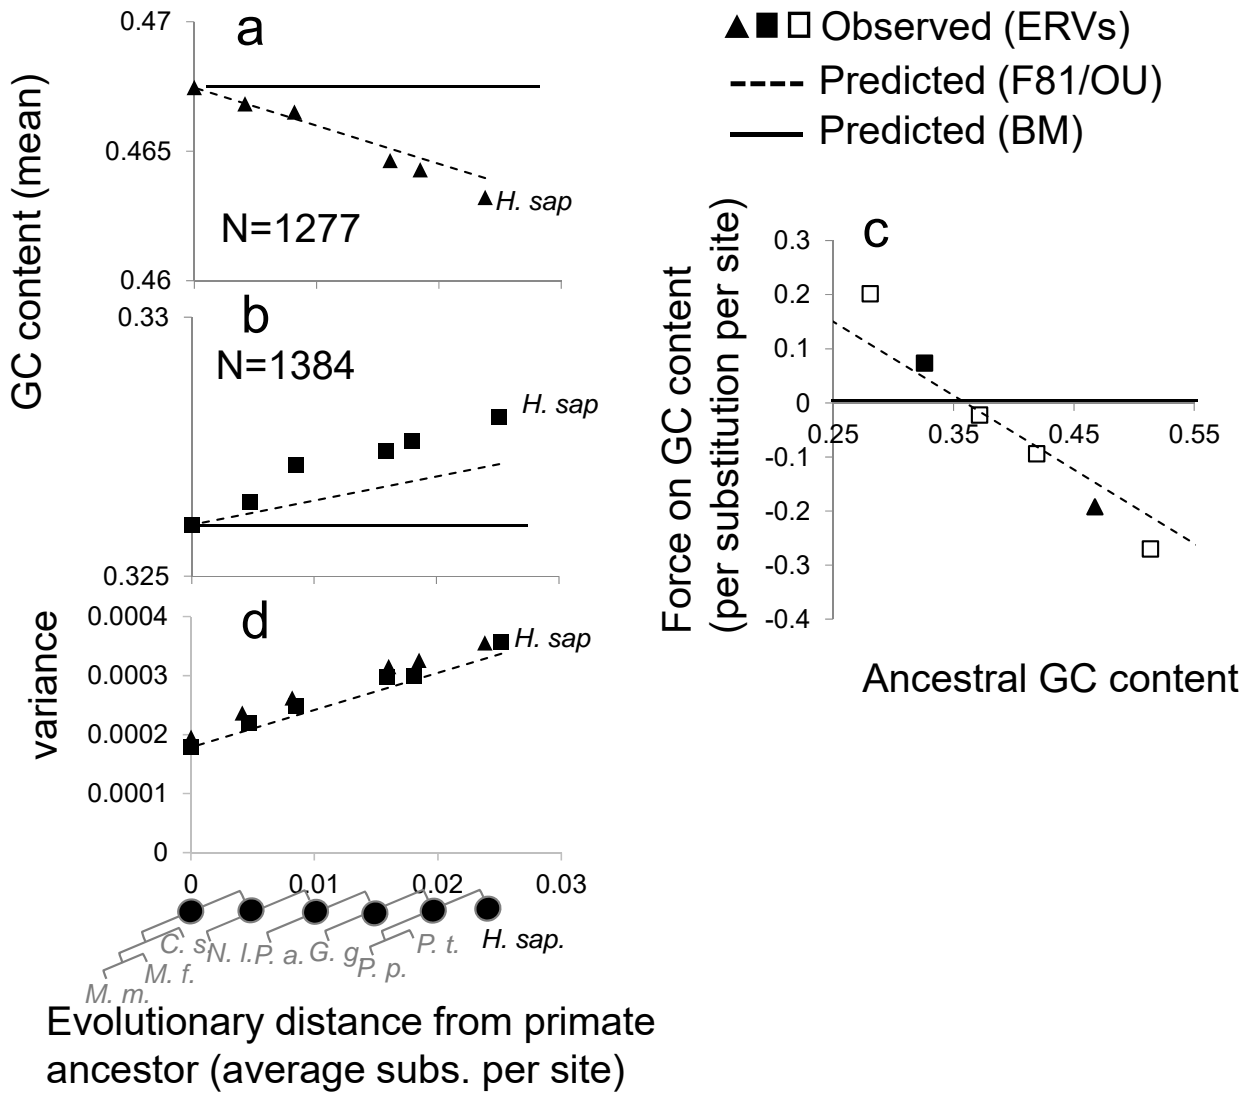 a
0.47
0.465
0.46
GC content (mean)
N=1277
H. sap
b
0.33
0.325
N=1384
H. sap
d
0.0004
0.0003
0.0002
0.0001
0
variance
H. sap
0
0.01
0.02
0.03
M. m.
M. f.
C. s.
N. l.
P. a.
G. g.
P. p.
P. t.
H. sap.
Evolutionary distance from primate
ancestor (average subs. per site)
Observed (ERVs)
Predicted (F81/OU)
Predicted (BM)
c
0.3
0.2
0.1
0
-0.1
-0.2
-0.3
-0.4
0.25
0.35
0.45
0.55
Force on GC content
(per substitution per site)
Ancestral GC content